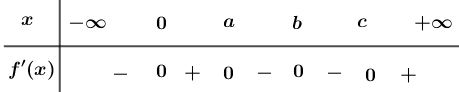 x −∞ 0 a b c +∞
f′(x) − 0 + 0 − 0 − 0 +